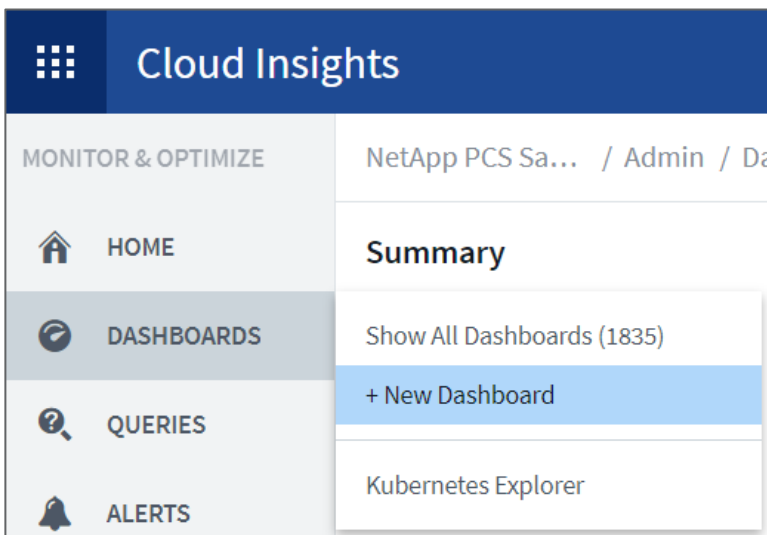 Cloud Insights
MONITOR & OPTIMIZE
NetApp PCS Sa... / Admin / Da
HOME
Summary
DASHBOARDS
Show All Dashboards (1835)
+ New Dashboard
QUERIES
Kubernetes Explorer
ALERTS